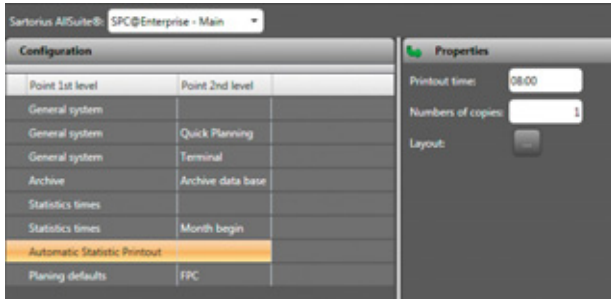 Sartorius AllSuite®: SPC@Enterprise - Main
Configuration
Point 1st level Point 2nd level
General system
General system Quick Planning
General system Terminal
Archive Archive data base
Statistics times
Statistics times Month begin
Automatic Statistic Printout
Planing defaults FPC
Properties
Printout time: 08:00
Numbers of copies: 1
Layout: ...